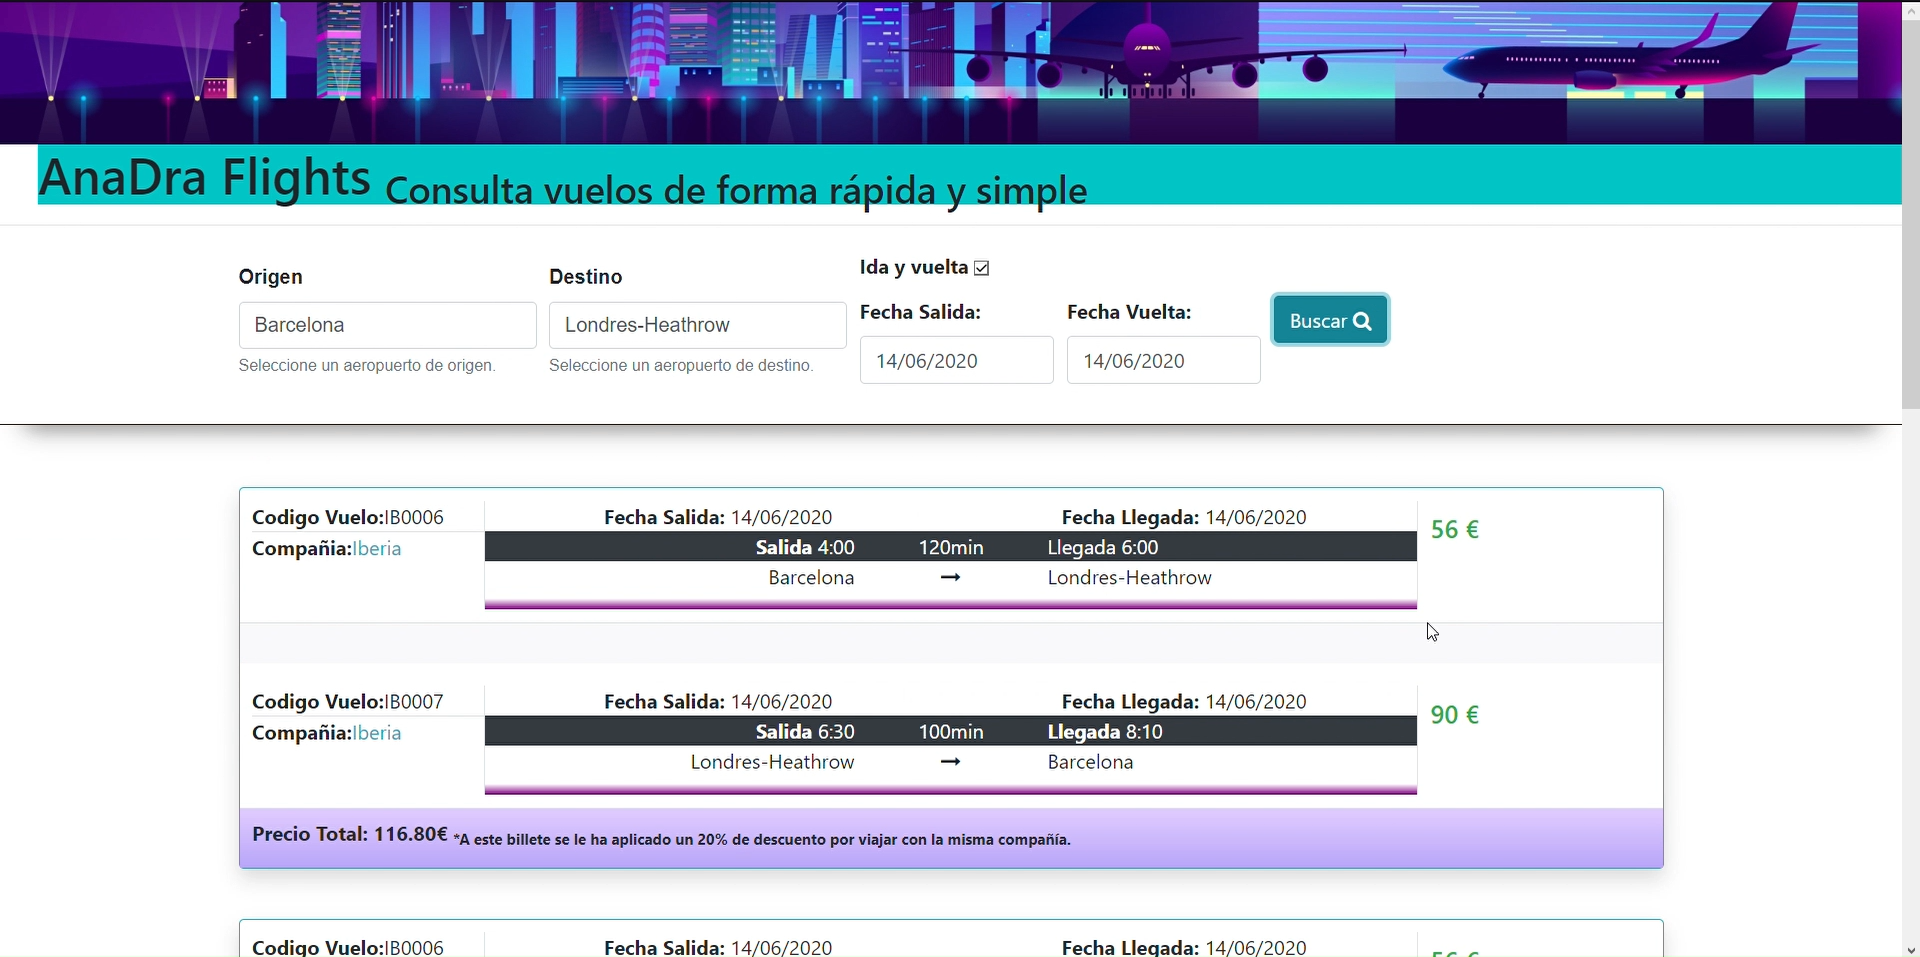 AnaDra Flights Consulta vuelos de forma rápida y simple
Origen
Barcelona
Seleccione un aeropuerto de origen.
Destino
Londres-Heathrow
Seleccione un aeropuerto de destino.
Ida y vuelta
Fecha Salida:
14/06/2020
Fecha Vuelta:
14/06/2020
Buscar
Codigo Vuelo:IB0006
Compañia:Iberia
Fecha Salida: 14/06/2020 Fecha Llegada: 14/06/2020
Salida 4:00 120min Llegada 6:00
Barcelona → Londres-Heathrow
56 €
Codigo Vuelo:IB0007
Compañia:Iberia
Fecha Salida: 14/06/2020 Fecha Llegada: 14/06/2020
Salida 6:30 100min Llegada 8:10
Londres-Heathrow → Barcelona
90 €
Precio Total: 116.80€ *A este billete se le ha aplicado un 20% de descuento por viajar con la misma compañía.
Codigo Vuelo:IB0006 Fecha Salida: 14/06/2020 Fecha Llegada: 14/06/2020